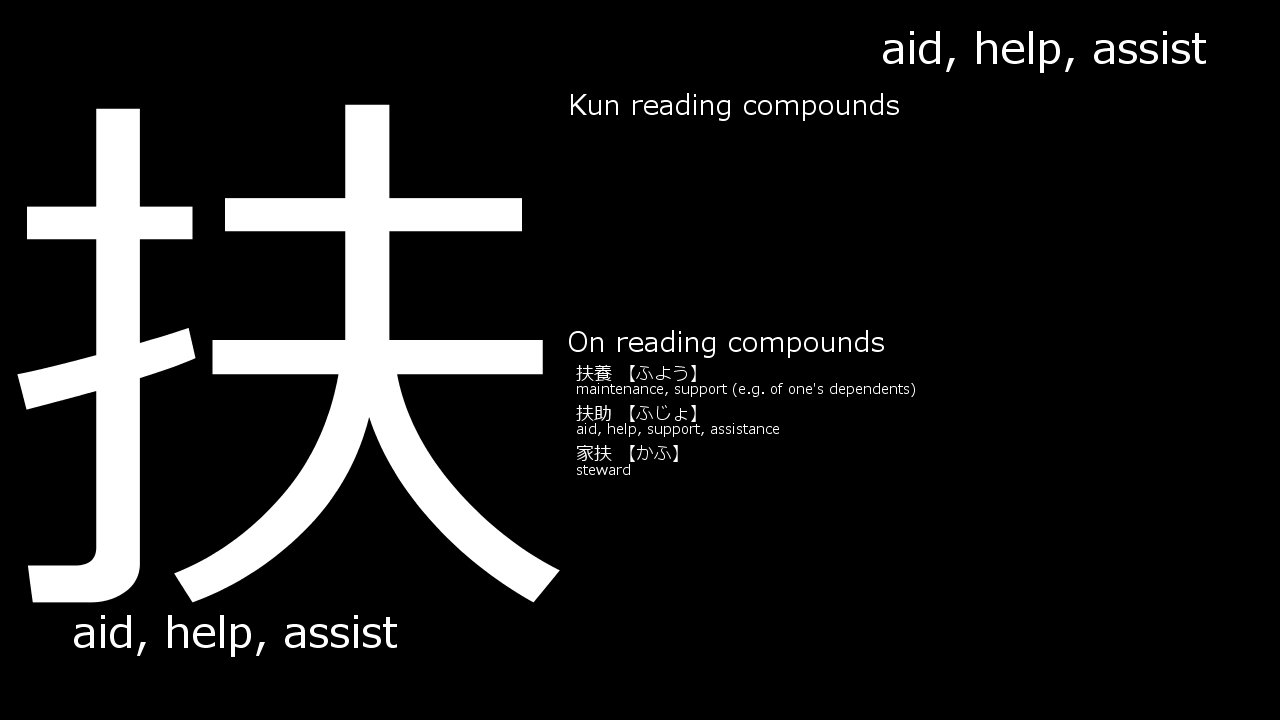 aid, help, assist
扶
Kun reading compounds
On reading compounds
扶養 【ふよう】
maintenance, support (e.g. of one's dependents)
扶助 【ふじょ】
aid, help, support, assistance
家扶 【かふ】
steward
aid, help, assist